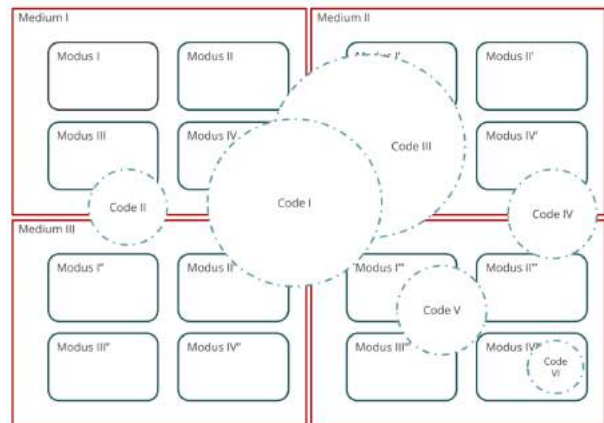 Medium I
Medium II
Modus I
Modus II
Modus I'
Modus II'
Modus III
Modus IV
Code III
Modus IV'
Code II
Code I
Code IV
Medium III
Modus I"
Modus II"
Modus I'"
Modus II'"
Code V
Modus III"
Modus IV"
Modus III'"
Modus IV'"
Code
VI